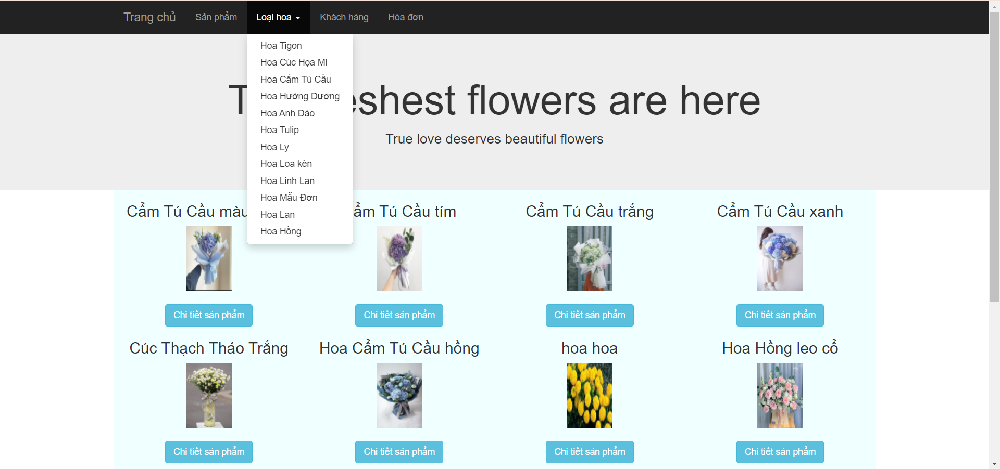 Trang chủ Sản phẩm Loại hoa Khách hàng Hóa đơn
Hoa Tigon
Hoa Cúc Họa Mi
Hoa Cẩm Tú Cầu
Hoa Hướng Dương
Hoa Anh Đào
Hoa Tulip
Hoa Ly
Hoa Loa kèn
Hoa Linh Lan
Hoa Mẫu Đơn
Hoa Lan
Hoa Hồng
flowers are here
True love deserves beautiful flowers
Cẩm Tú Cầu màu Tú Cầu tím Cẩm Tú Cầu trắng Cẩm Tú Cầu xanh
Chi tiết sản phẩm Chi tiết sản phẩm Chi tiết sản phẩm Chi tiết sản phẩm
Cúc Thạch Thảo Trắng Hoa Cẩm Tú Cầu hồng hoa hoa Hoa Hồng leo cổ
Chi tiết sản phẩm Chi tiết sản phẩm Chi tiết sản phẩm Chi tiết sản phẩm